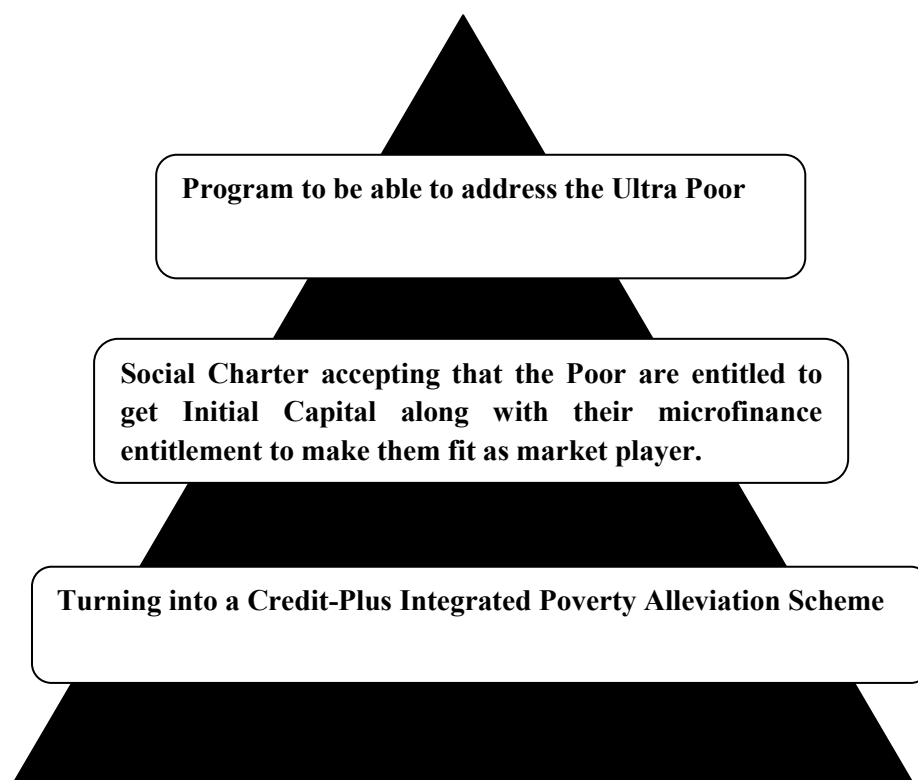 Program to be able to address the Ultra Poor
Social Charter accepting that the Poor are entitled to
get Initial Capital along with their microfinance
entitlement to make them fit as market player.
Turning into a Credit-Plus Integrated Poverty Alleviation Scheme